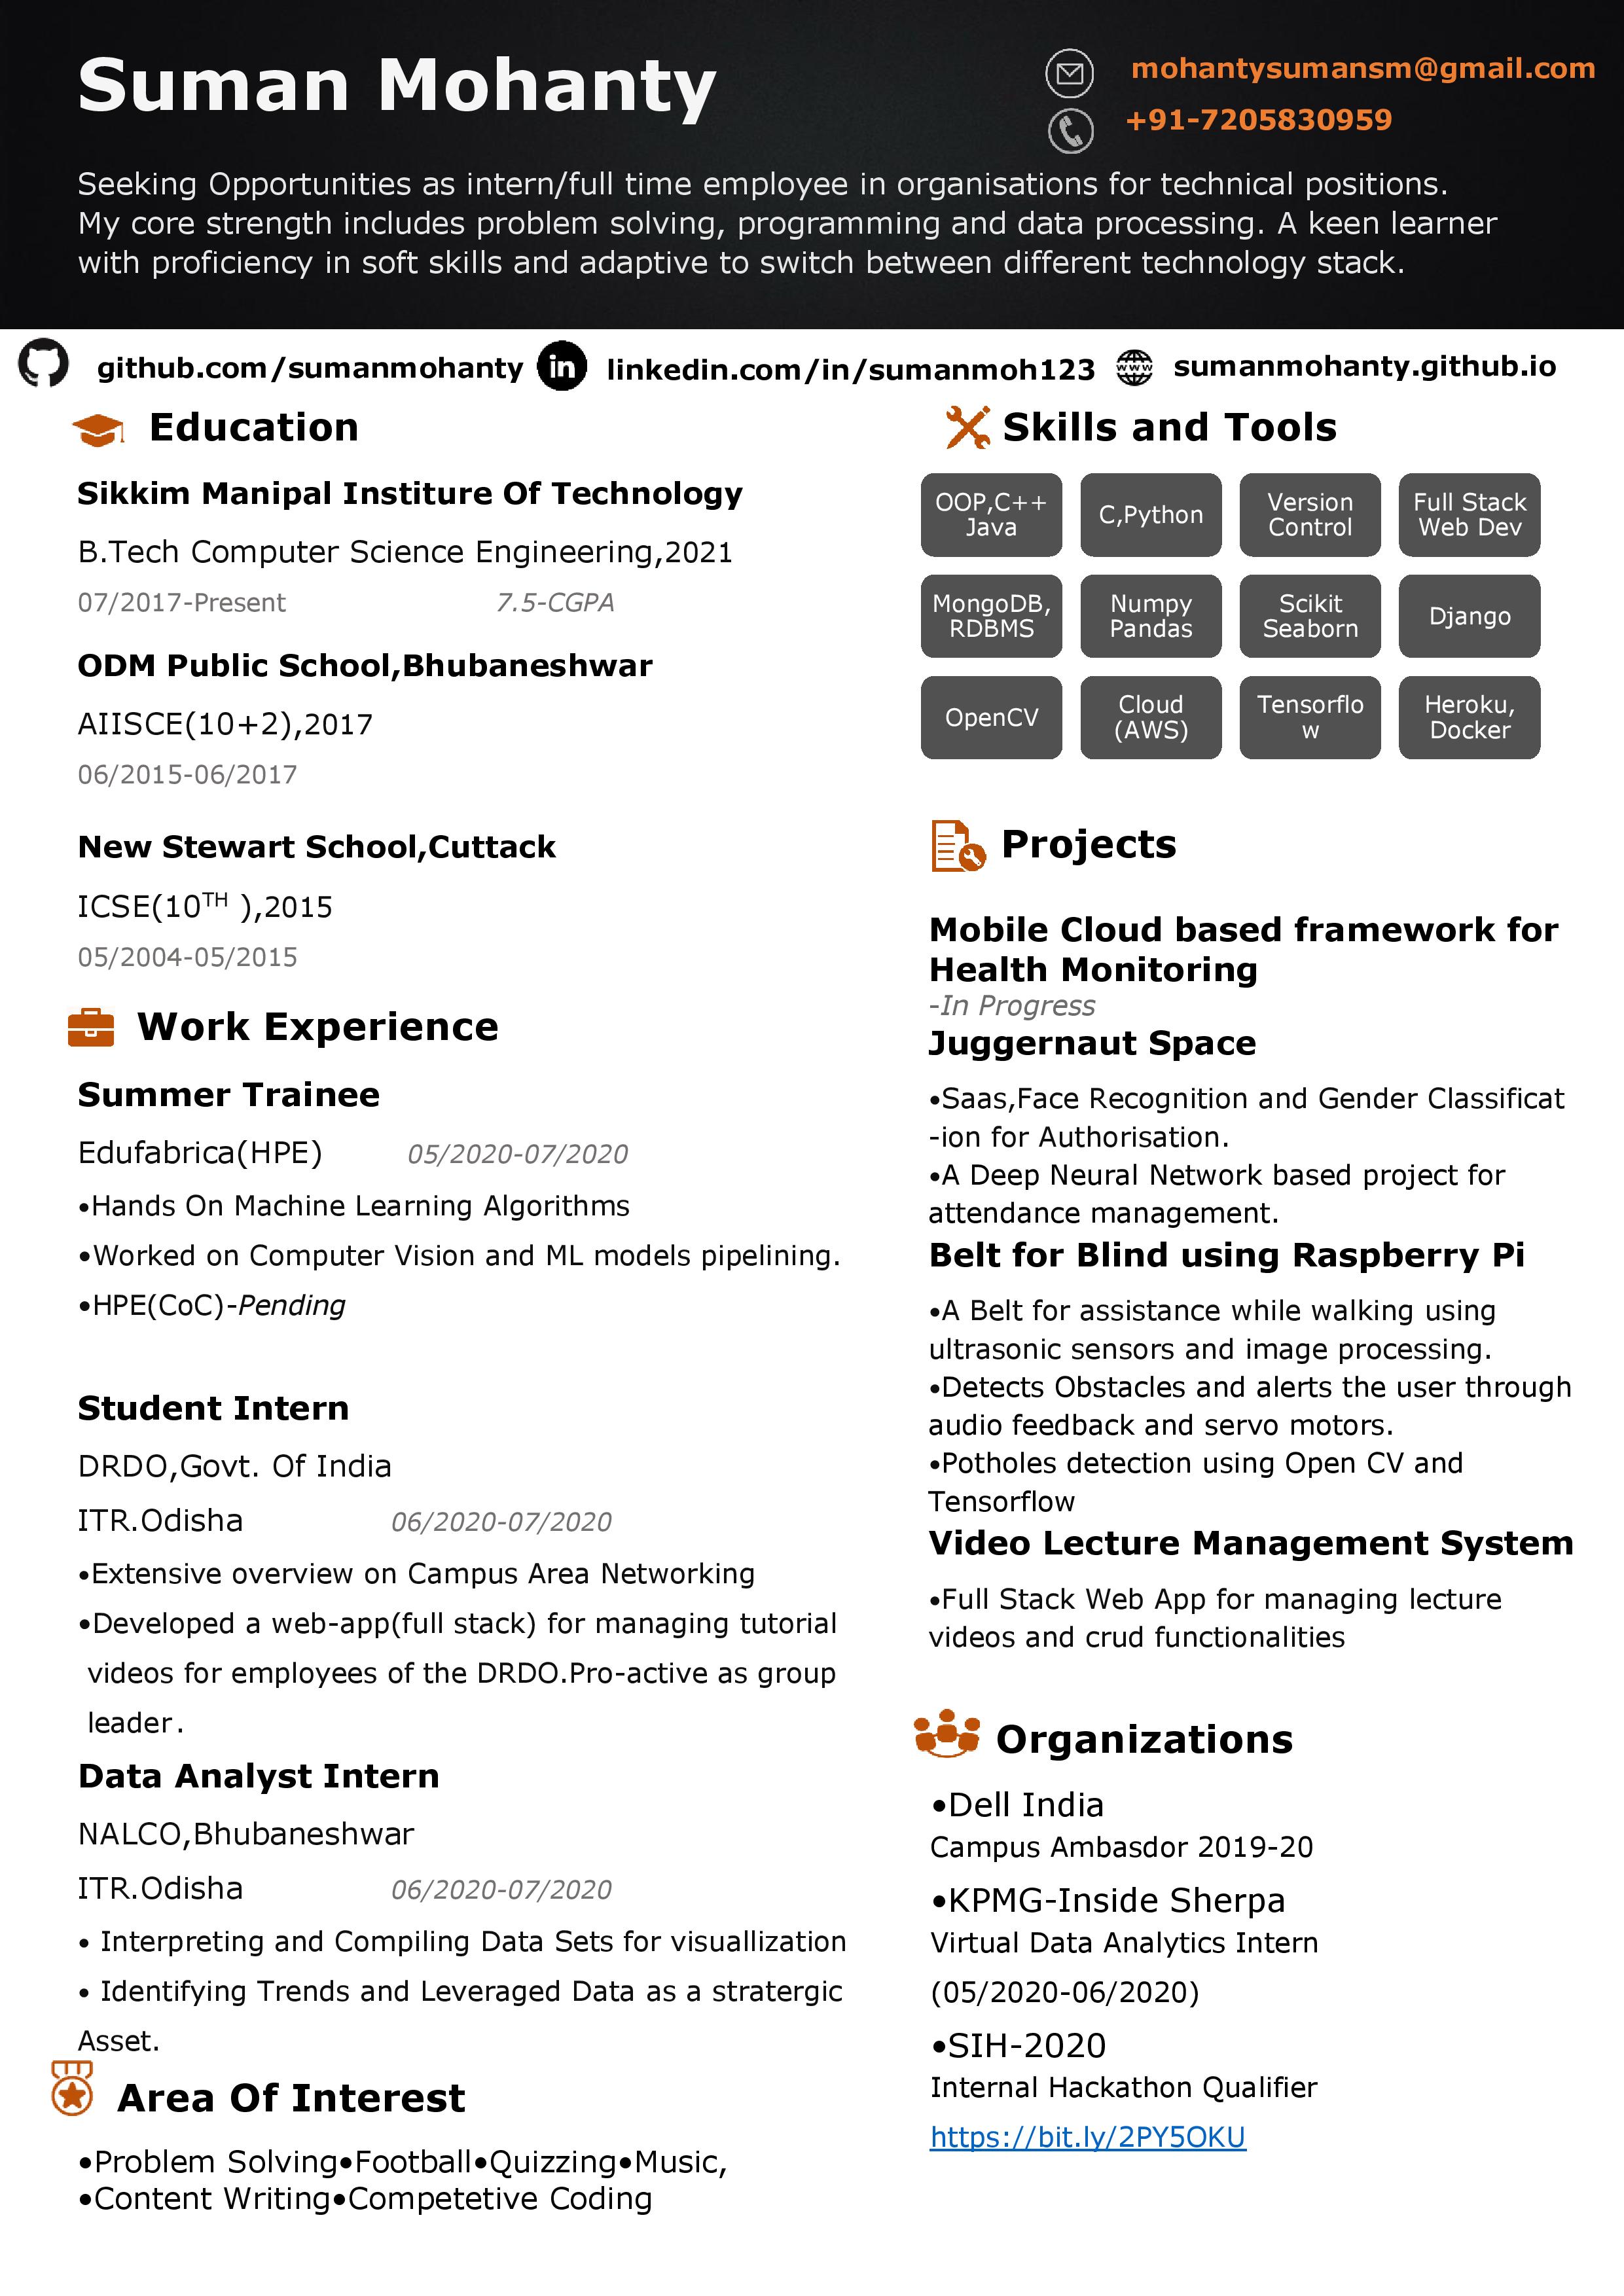 Suman Mohanty
mohantysumansm@gmail.com
+91-7205830959
Seeking Opportunities as intern/full time employee in organisations for technical positions.
My core strength includes problem solving, programming and data processing. A keen learner
with proficiency in soft skills and adaptive to switch between different technology stack.
github.com/sumanmohanty
in
linkedin.com/in/sumanmoh123
www
sumanmohanty.github.io
Education
Sikkim Manipal Institure Of Technology
B.Tech Computer Science Engineering,2021
07/2017-Present 7.5-CGPA
ODM Public School,Bhubaneshwar
AIISCE(10+2),2017
06/2015-06/2017
New Stewart School,Cuttack
ICSE(10TH ),2015
05/2004-05/2015
Work Experience
Summer Trainee
Edufabrica(HPE) 05/2020-07/2020
•Hands On Machine Learning Algorithms
•Worked on Computer Vision and ML models pipelining.
•HPE(CoC)-Pending
Student Intern
DRDO,Govt. Of India
ITR.Odisha 06/2020-07/2020
•Extensive overview on Campus Area Networking
•Developed a web-app(full stack) for managing tutorial
videos for employees of the DRDO.Pro-active as group
leader.
Data Analyst Intern
NALCO,Bhubaneshwar
ITR.Odisha 06/2020-07/2020
• Interpreting and Compiling Data Sets for visuallization
• Identifying Trends and Leveraged Data as a stratergic
Asset.
Area Of Interest
•Problem Solving•Football•Quizzing•Music,
•Content Writing•Competetive Coding
Skills and Tools
OOP,C++
Java
C,Python
Version
Control
Full Stack
Web Dev
MongoDB,
RDBMS
Numpy
Pandas
Scikit
Seaborn
Django
OpenCV
Cloud
(AWS)
Tensorflo
w
Heroku,
Docker
Projects
Mobile Cloud based framework for
Health Monitoring
-In Progress
Juggernaut Space
•Saas,Face Recognition and Gender Classificat
-ion for Authorisation.
•A Deep Neural Network based project for
attendance management.
Belt for Blind using Raspberry Pi
•A Belt for assistance while walking using
ultrasonic sensors and image processing.
•Detects Obstacles and alerts the user through
audio feedback and servo motors.
•Potholes detection using Open CV and
Tensorflow
Video Lecture Management System
•Full Stack Web App for managing lecture
videos and crud functionalities
Organizations
•Dell India
Campus Ambasdor 2019-20
•KPMG-Inside Sherpa
Virtual Data Analytics Intern
(05/2020-06/2020)
•SIH-2020
Internal Hackathon Qualifier
https://bit.ly/2PY5OKU